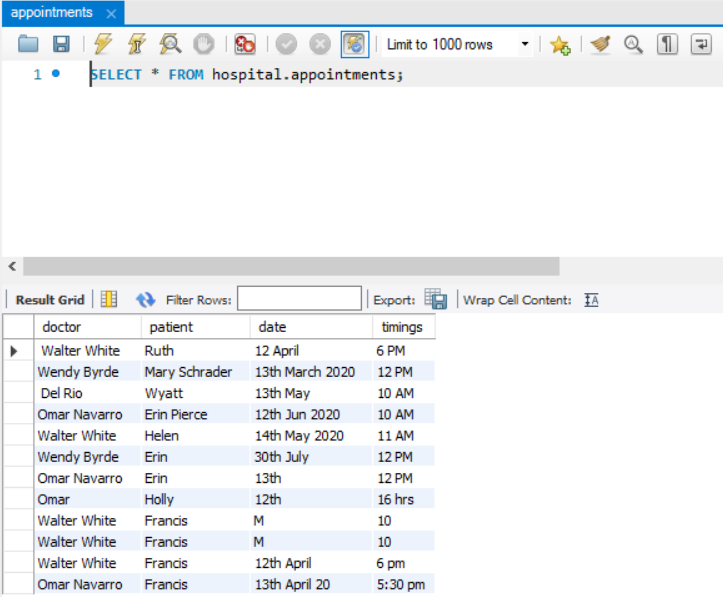 appointments
Limit to 1000 rows
1 SELECT * FROM hospital.appointments;
Result Grid Filter Rows: Export: Wrap Cell Content:
doctor patient date timings
Walter White Ruth 12 April 6 PM
Wendy Byrde Mary Schrader 13th March 2020 12 PM
Del Rio Wyatt 13th May 10 AM
Omar Navarro Erin Pierce 12th Jun 2020 10 AM
Walter White Helen 14th May 2020 11 AM
Wendy Byrde Erin 30th July 12 PM
Omar Navarro Erin 13th 12 PM
Omar Holly 12th 16 hrs
Walter White Francis M 10
Walter White Francis M 10
Walter White Francis 12th April 6 pm
Omar Navarro Francis 13th April 20 5:30 pm